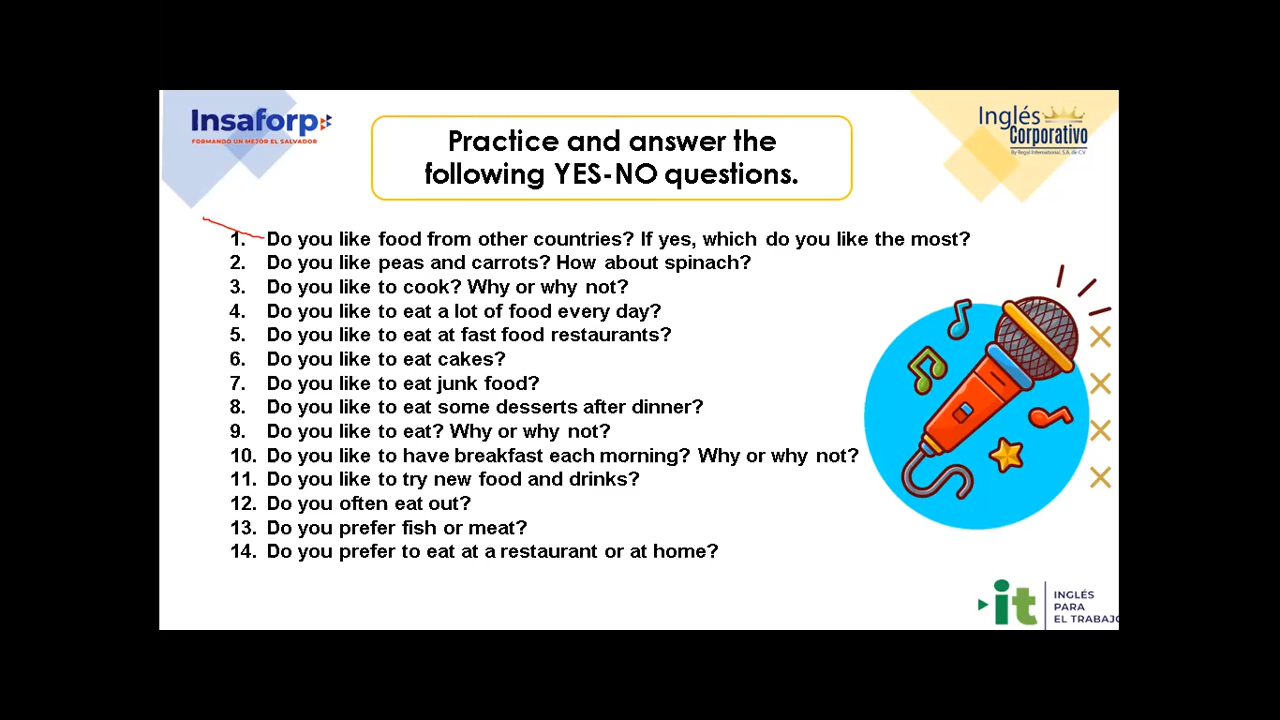 Insaforp
FORMANDO UN MEJOR EL SALVADOR
Practice and answer the
following YES-NO questions.
Inglés
Corporativo
By Regal International, S.A. de C.V
1. Do you like food from other countries? If yes, which do you like the most?
2. Do you like peas and carrots? How about spinach?
3. Do you like to cook? Why or why not?
4. Do you like to eat a lot of food every day?
5. Do you like to eat at fast food restaurants?
6. Do you like to eat cakes?
7. Do you like to eat junk food?
8. Do you like to eat some desserts after dinner?
9. Do you like to eat? Why or why not?
10. Do you like to have breakfast each morning? Why or why not?
11. Do you like to try new food and drinks?
12. Do you often eat out?
13. Do you prefer fish or meat?
14. Do you prefer to eat at a restaurant or at home?
it
INGLÉS
PARA
EL TRABAJO